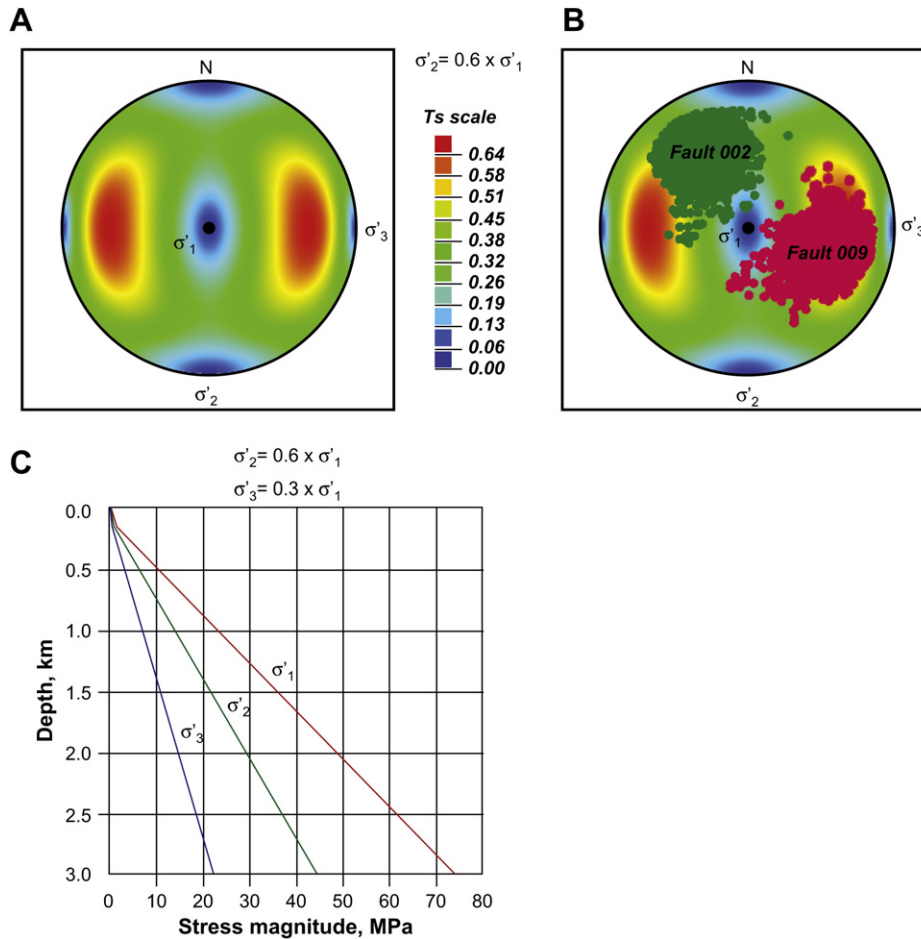 A
N
σ'1
σ'3
σ'2
σ'2= 0.6 x σ'1
Ts scale
0.64
0.58
0.51
0.45
0.38
0.32
0.26
0.19
0.13
0.06
0.00
B
N
Fault 002
σ'1
Fault 009
σ'3
σ'2
C
σ'2= 0.6 x σ'1
σ'3= 0.3 x σ'1
0.0
0.5
1.0
1.5
2.0
2.5
3.0
Depth, km
σ'1
σ'2
σ'3
0 10 20 30 40 50 60 70 80
Stress magnitude, MPa